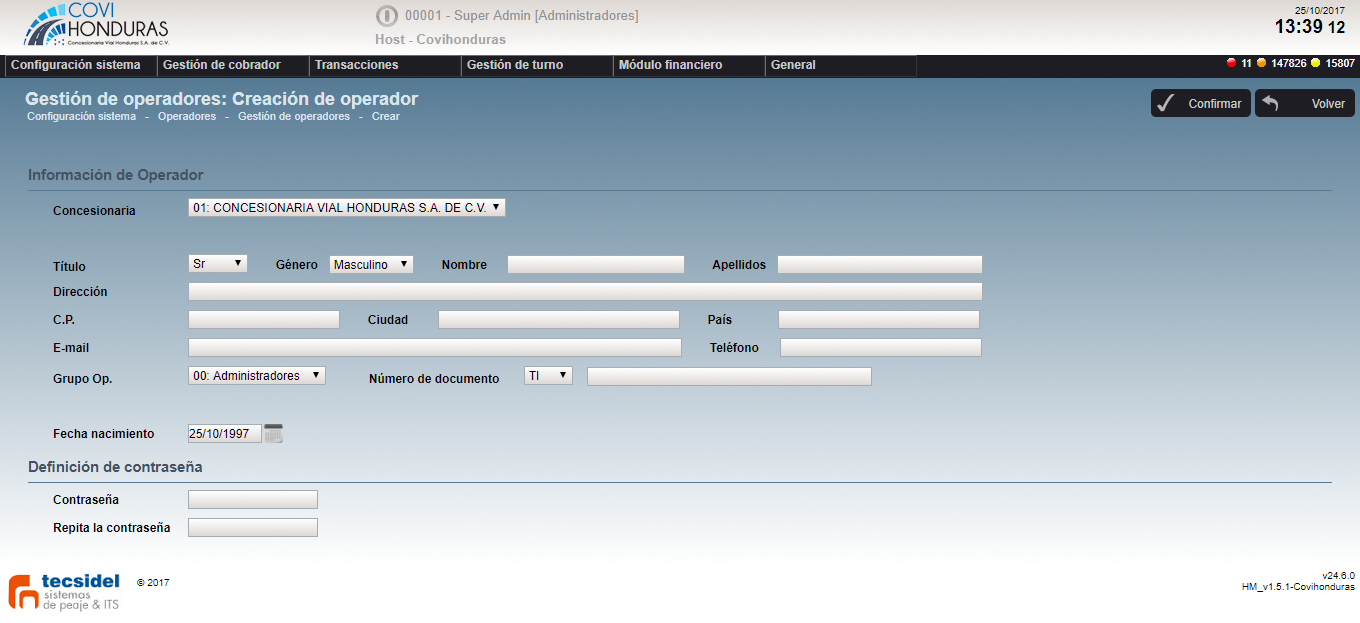 COVI
HONDURAS
Concesionaria Vial Honduras S.A. de C.V.
00001 - Super Admin [Administradores]
Host - Covihonduras
25/10/2017
13:39 12
Configuración sistema Gestión de cobrador Transacciones Gestión de turno Módulo financiero General 11 147826 15807
Gestión de operadores: Creación de operador
Configuración sistema - Operadores - Gestión de operadores - Crear
Confirmar Volver
Información de Operador
Concesionaria 01: CONCESIONARIA VIAL HONDURAS S.A. DE C.V.
Título Sr Género Masculino Nombre Apellidos
Dirección
C.P. Ciudad País
E-mail Teléfono
Grupo Op. 00: Administradores Número de documento TI
Fecha nacimiento 25/10/1997
Definición de contraseña
Contraseña
Repita la contraseña
tecsidel
sistemas
de peaje & ITS
© 2017
v24.6.0
HM_v1.5.1-Covihonduras